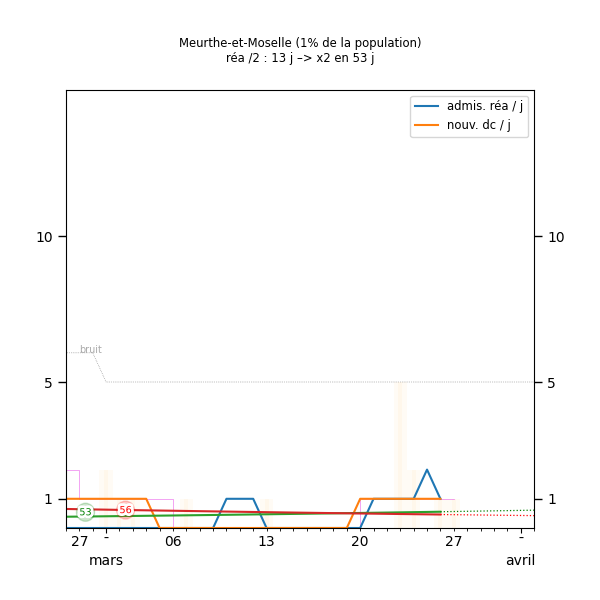 Meurthe-et-Moselle (1% de la population)
réa /2 : 13 j –> x2 en 53 j
admis. réa / j
nouv. dc / j
10
10
bruit
5
5
1
1
53
56
27 - 06 13 20 27 -
mars avril